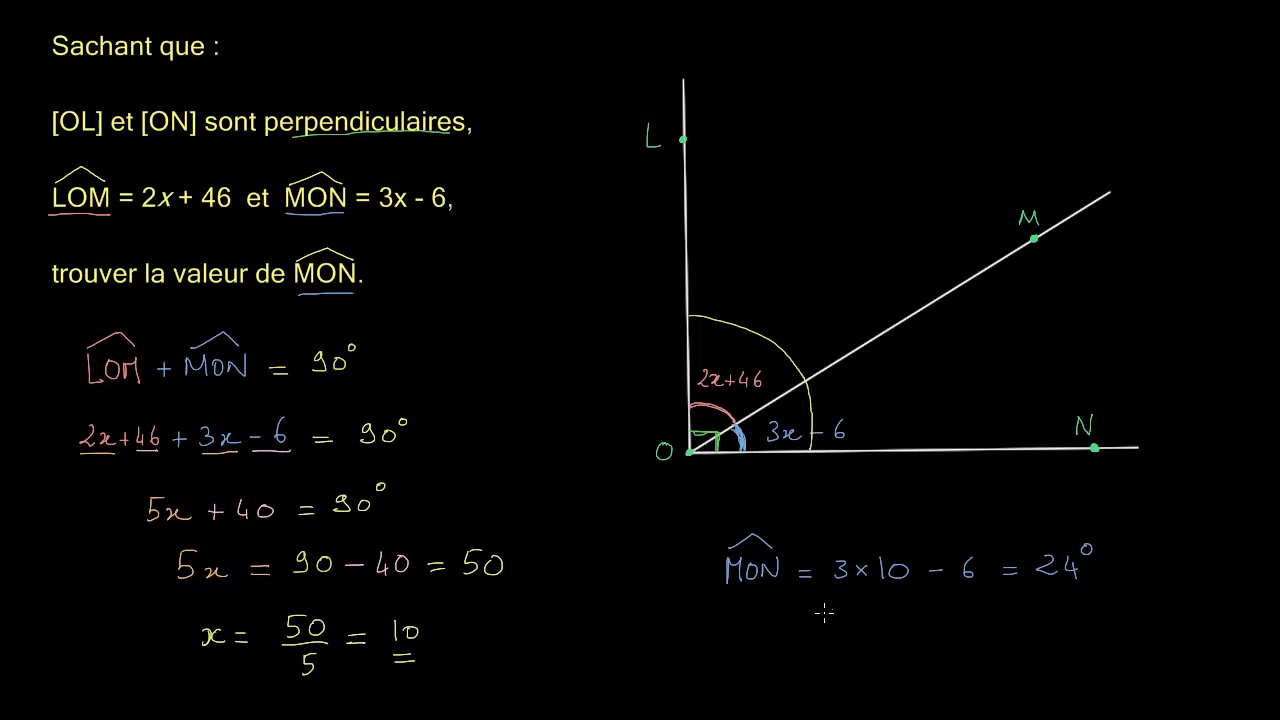 Sachant que :
[OL] et [ON] sont perpendiculaires,
LOM = 2x + 46 et MON = 3x - 6,
trouver la valeur de MON.
LOM + MON = 90°
2x+46 + 3x - 6 = 90°
5x + 40 = 90°
5x = 90 - 40 = 50
x = 50/5 = 10
L
M
2x+46
3x - 6
N
O
MON = 3×10 - 6 = 24°